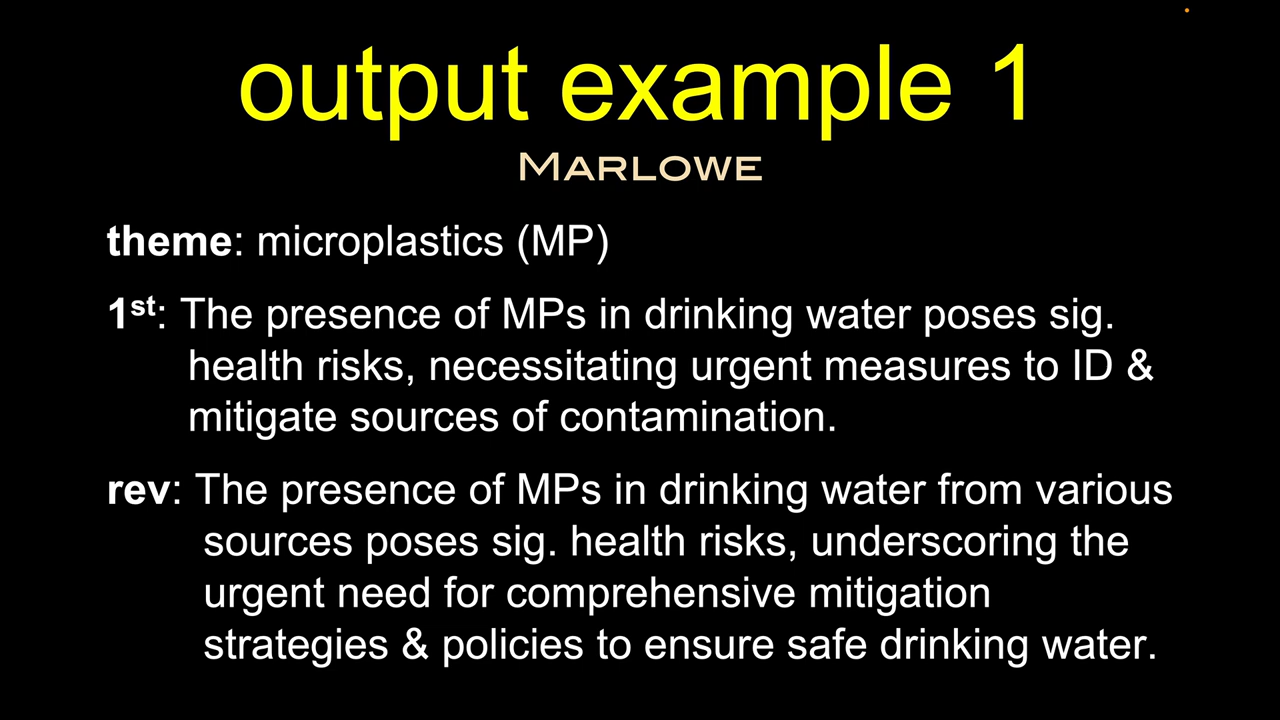 output example 1
MARLOWE
theme: microplastics (MP)
1st: The presence of MPs in drinking water poses sig.
health risks, necessitating urgent measures to ID &
mitigate sources of contamination.
rev: The presence of MPs in drinking water from various
sources poses sig. health risks, underscoring the
urgent need for comprehensive mitigation
strategies & policies to ensure safe drinking water.